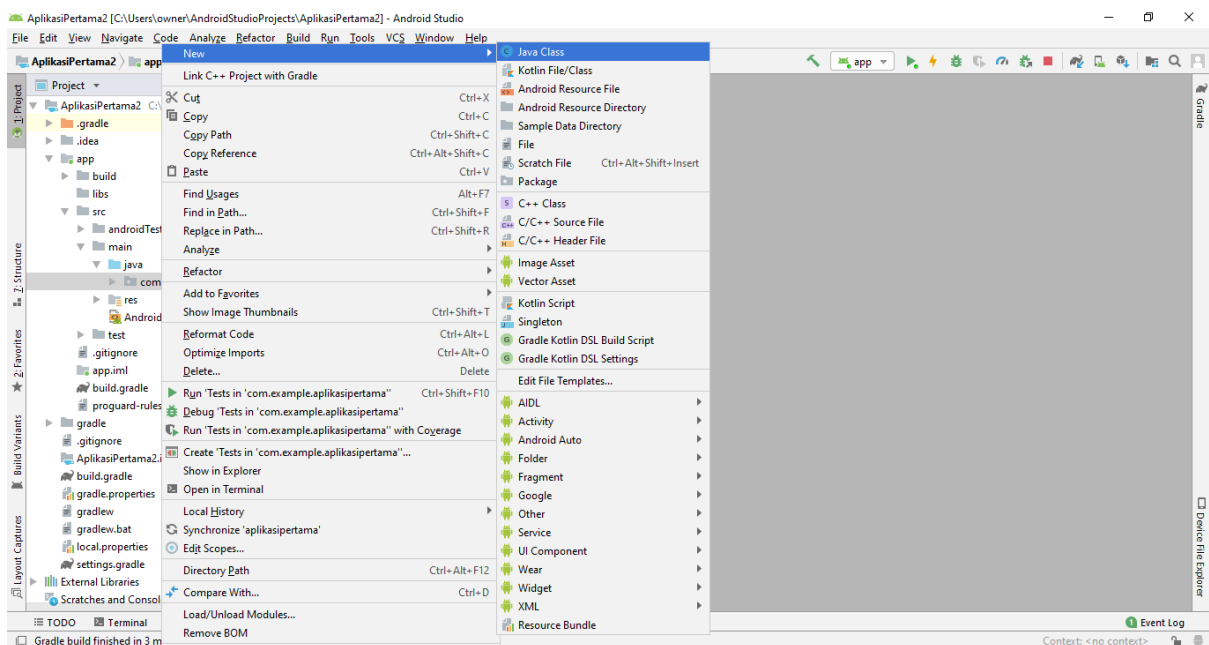 AplikasiPertama2 [C:\Users\owner\AndroidStudioProjects\AplikasiPertama2] - Android Studio
File Edit View Navigate Code Analyze Refactor Build Run Tools VCS Window Help
AplikasiPertama2 app
app
1: Project
7: Structure
2: Favorites
Build Variants
Layout Captures
Project
AplikasiPertama2 C:\
.gradle
.idea
app
build
libs
src
androidTest
main
java
com
res
Android
test
.gitignore
app.iml
build.gradle
proguard-rules
gradle
.gitignore
AplikasiPertama2.i
build.gradle
gradle.properties
gradlew
gradlew.bat
local.properties
settings.gradle
External Libraries
Scratches and Consol
New
Link C++ Project with Gradle
Cut Ctrl+X
Copy Ctrl+C
Copy Path Ctrl+Shift+C
Copy Reference Ctrl+Alt+Shift+C
Paste Ctrl+V
Find Usages Alt+F7
Find in Path... Ctrl+Shift+F
Replace in Path... Ctrl+Shift+R
Analyze
Refactor
Add to Favorites
Show Image Thumbnails Ctrl+Shift+T
Reformat Code Ctrl+Alt+L
Optimize Imports Ctrl+Alt+O
Delete... Delete
Run 'Tests in 'com.example.aplikasipertama'' Ctrl+Shift+F10
Debug 'Tests in 'com.example.aplikasipertama''
Run 'Tests in 'com.example.aplikasipertama'' with Coverage
Create 'Tests in 'com.example.aplikasipertama''...
Show in Explorer
Open in Terminal
Local History
Synchronize 'aplikasipertama'
Edit Scopes...
Directory Path Ctrl+Alt+F12
Compare With... Ctrl+D
Load/Unload Modules...
Remove BOM
Java Class
Kotlin File/Class
Android Resource File
Android Resource Directory
Sample Data Directory
File
Scratch File Ctrl+Alt+Shift+Insert
Package
C++ Class
C/C++ Source File
C/C++ Header File
Image Asset
Vector Asset
Kotlin Script
Singleton
Gradle Kotlin DSL Build Script
Gradle Kotlin DSL Settings
Edit File Templates...
AIDL
Activity
Android Auto
Folder
Fragment
Google
Other
Service
UI Component
Wear
Widget
XML
Resource Bundle
Gradle
Device File Explorer
TODO Terminal
1 Event Log
Gradle build finished in 3 m
Context: <no context>